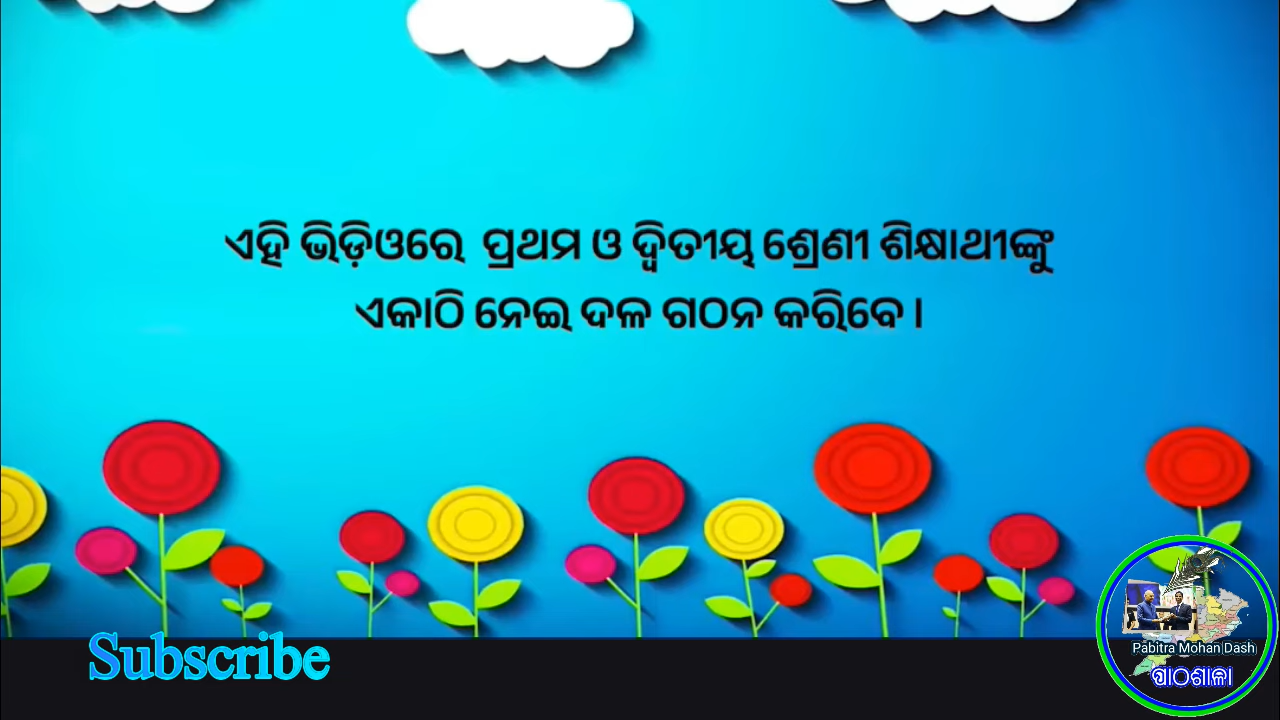 ଏହି ଭିଡ଼ିଓରେ ପ୍ରଥମ ଓ ଦ୍ଵିତୀୟ ଶ୍ରେଣୀ ଶିକ୍ଷାଥୀଙ୍କୁ
ଏକାଠି ନେଇ ଦଳ ଗଠନ କରିବେ ।
Subscribe
Pabitra Mohan Dash
ପାଠଶାଳା